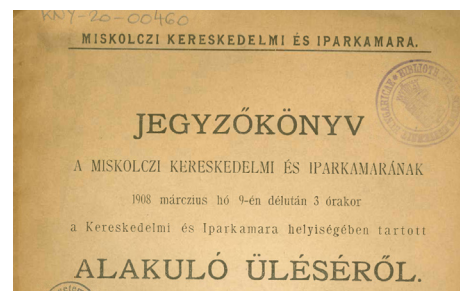 KNY-20-00460
MISKOLCZI KERESKEDELMI ÉS IPARKAMARA.
JEGYZŐKÖNYV
A MISKOLCZI KERESKEDELMI ÉS IPARKAMARÁNAK
1908 márczius hó 9-én délután 3 órakor
a Kereskedelmi és Iparkamara helyiségében tartott
ALAKULÓ ÜLÉSÉRŐL.